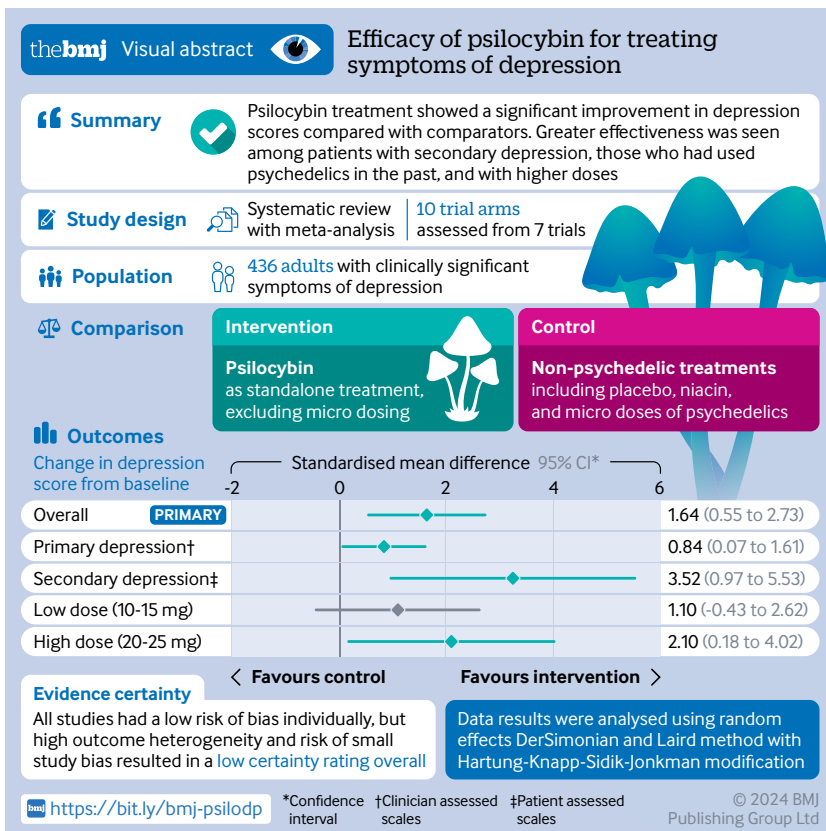 thebmj Visual abstract
Efficacy of psilocybin for treating
symptoms of depression
Summary
Psilocybin treatment showed a significant improvement in depression
scores compared with comparators. Greater effectiveness was seen
among patients with secondary depression, those who had used
psychedelics in the past, and with higher doses
Study design
Systematic review
with meta-analysis
10 trial arms
assessed from 7 trials
Population
436 adults with clinically significant
symptoms of depression
Comparison
Intervention
Psilocybin
as standalone treatment,
excluding micro dosing
Control
Non-psychedelic treatments
including placebo, niacin,
and micro doses of psychedelics
Outcomes
Change in depression
score from baseline
Standardised mean difference 95% CI*
-2 0 2 4 6
Overall PRIMARY 1.64 (0.55 to 2.73)
Primary depression† 0.84 (0.07 to 1.61)
Secondary depression‡ 3.52 (0.97 to 5.53)
Low dose (10-15 mg) 1.10 (-0.43 to 2.62)
High dose (20-25 mg) 2.10 (0.18 to 4.02)
< Favours control Favours intervention >
Evidence certainty
All studies had a low risk of bias individually, but
high outcome heterogeneity and risk of small
study bias resulted in a low certainty rating overall
Data results were analysed using random
effects DerSimonian and Laird method with
Hartung-Knapp-Sidik-Jonkman modification
bmj https://bit.ly/bmj-psilodp
*Confidence
interval
†Clinician assessed
scales
‡Patient assessed
scales
© 2024 BMJ
Publishing Group Ltd